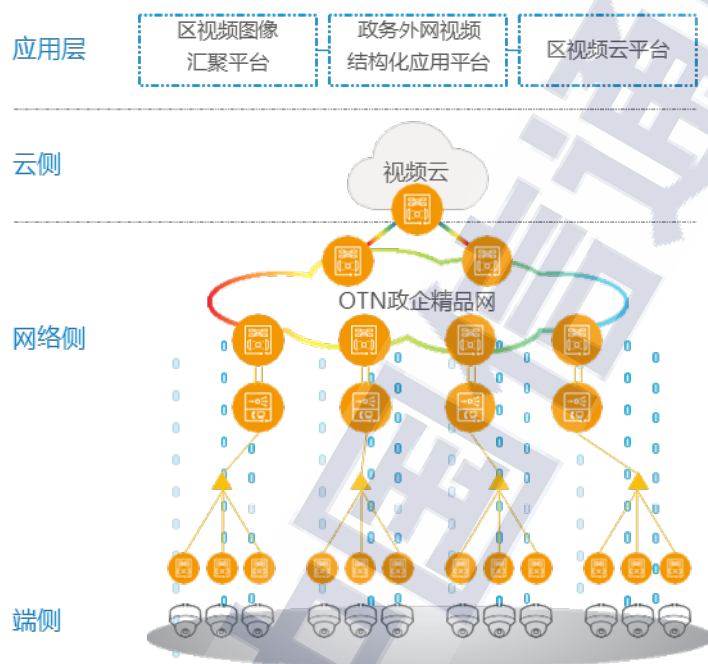 应用层
区视频图像
汇聚平台
政务外网视频
结构化应用平台
区视频云平台
云侧
视频云
OTN政企精品网
网络侧
端侧